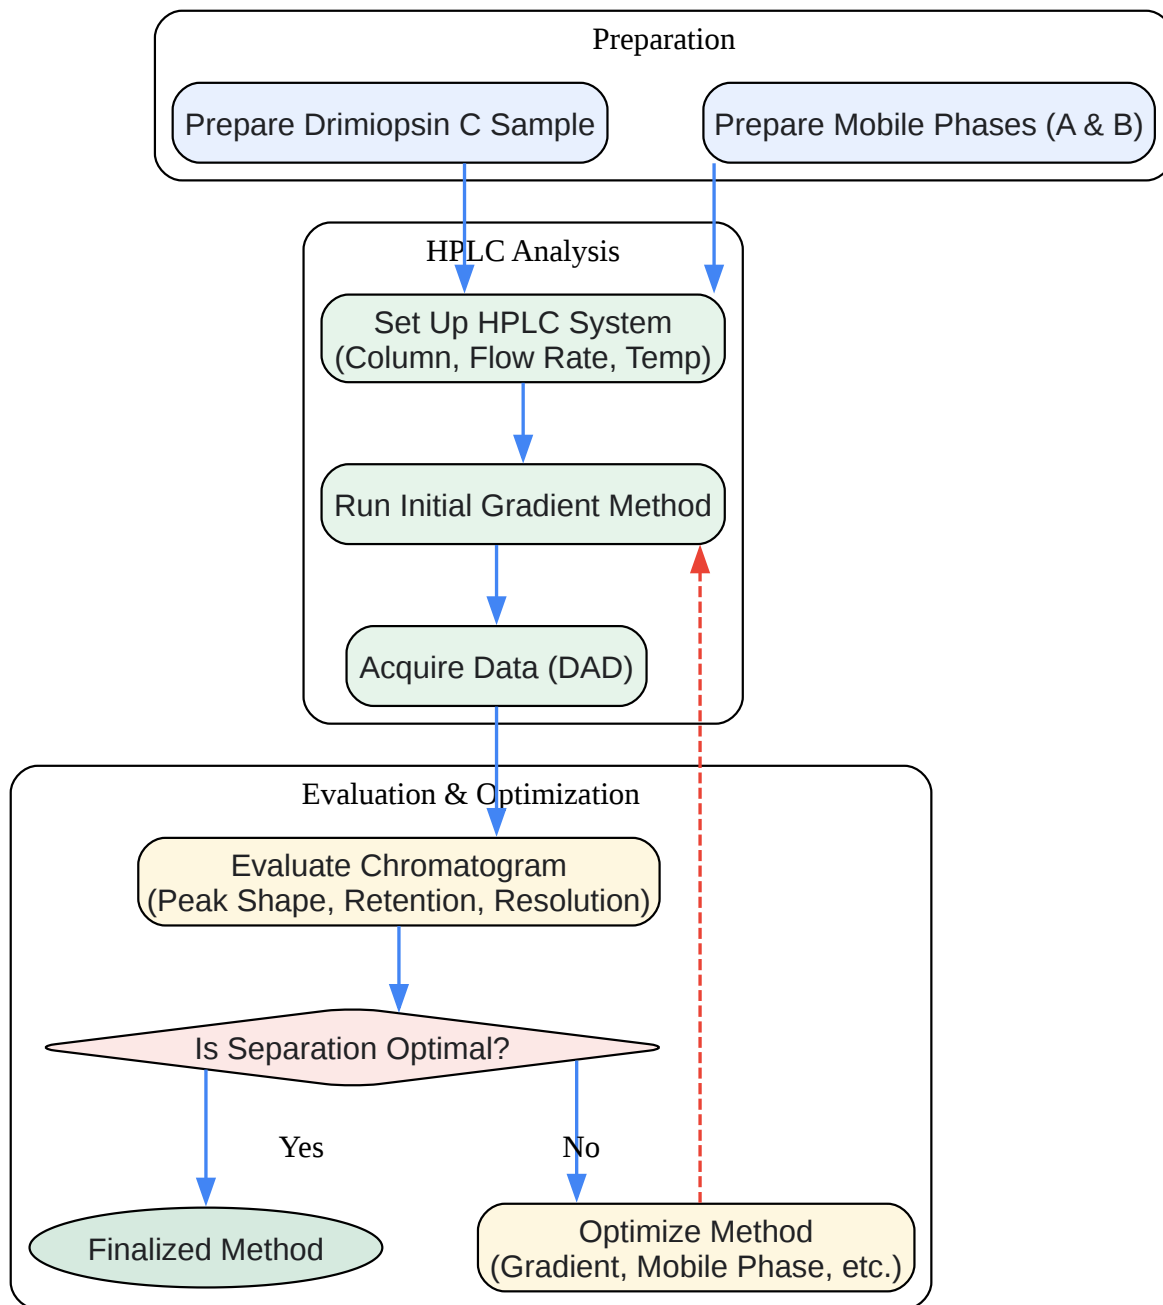 Preparation
Prepare Drimiopsin C Sample
Prepare Mobile Phases (A & B)
HPLC Analysis
Set Up HPLC System
(Column, Flow Rate, Temp)
Run Initial Gradient Method
Acquire Data (DAD)
Evaluation & Optimization
Evaluate Chromatogram
(Peak Shape, Retention, Resolution)
Is Separation Optimal?
Yes
No
Finalized Method
Optimize Method
(Gradient, Mobile Phase, etc.)